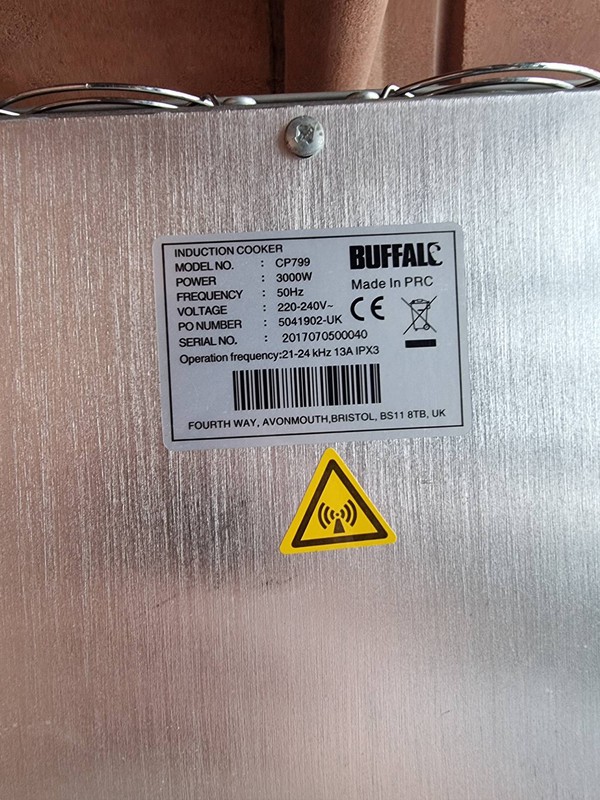 INDUCTION COOKER
BUFFALO
MODEL NO. : CP799
Made In PRC
POWER : 3000W
FREQUENCY : 50Hz
VOLTAGE : 220-240V~
CE
PO NUMBER : 5041902-UK
SERIAL NO. : 2017070500040
Operation frequency:21-24 kHz 13A IPX3
FOURTH WAY, AVONMOUTH,BRISTOL, BS11 8TB, UK